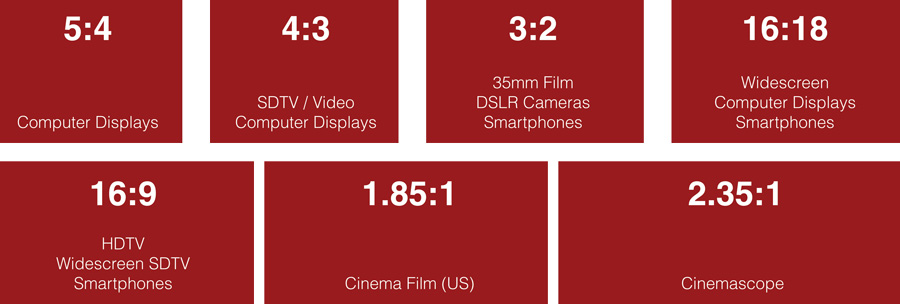 5:4
Computer Displays
4:3
SDTV / Video
Computer Displays
3:2
35mm Film
DSLR Cameras
Smartphones
16:18
Widescreen
Computer Displays
Smartphones
16:9
HDTV
Widescreen SDTV
Smartphones
1.85:1
Cinema Film (US)
2.35:1
Cinemascope